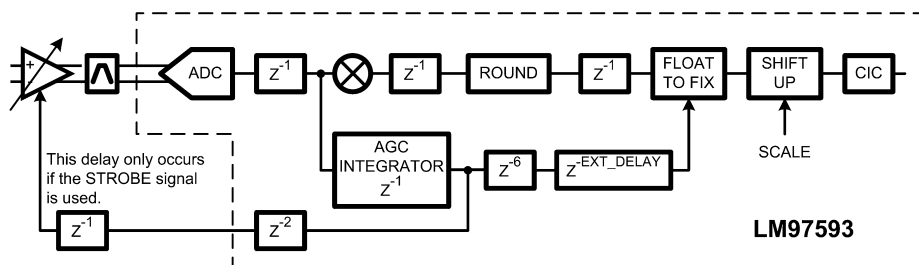 +
-
ADC
Z-1
Z-1
ROUND
Z-1
FLOAT
TO FIX
SHIFT
UP
CIC
SCALE
AGC
INTEGRATOR
Z-1
Z-6
Z-EXT_DELAY
This delay only occurs
if the STROBE signal
is used.
Z-1
Z-2
LM97593